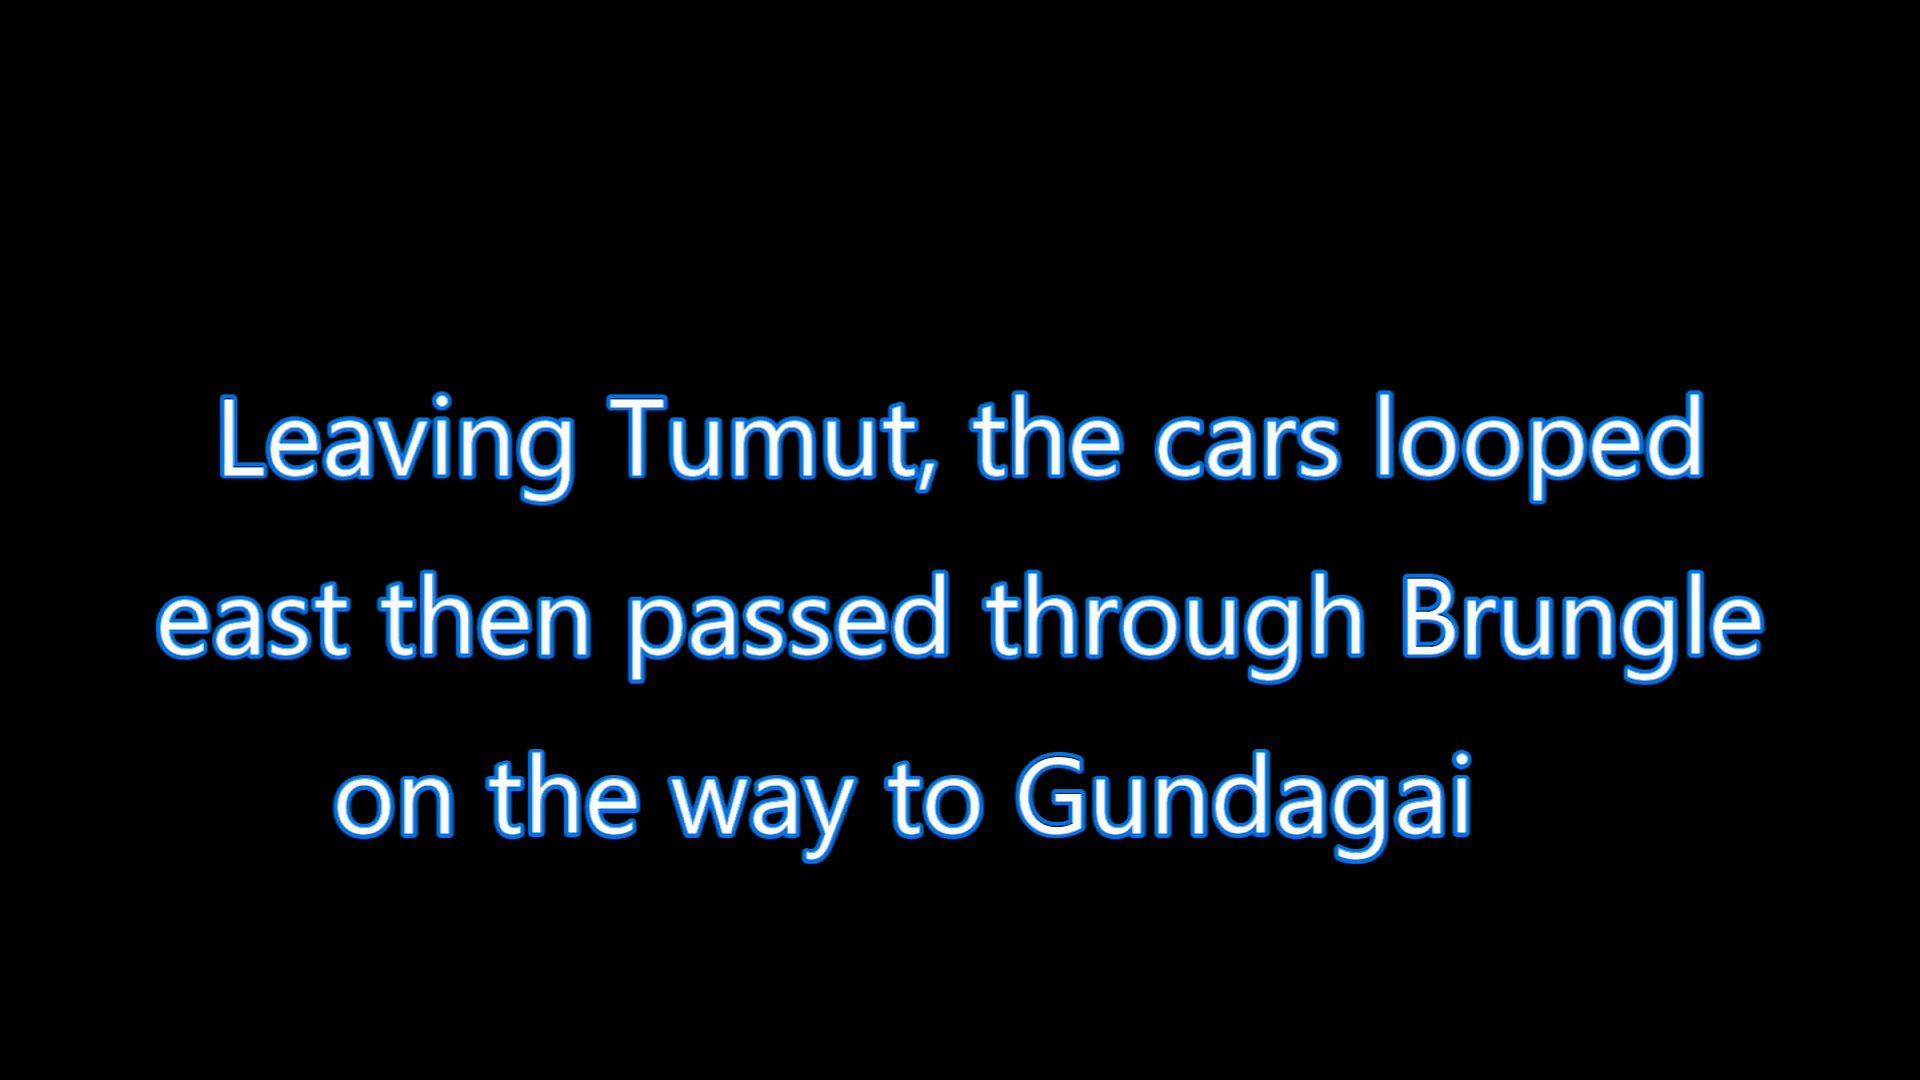 Leaving Tumut, the cars looped
east then passed through Brungle
on the way to Gundagai